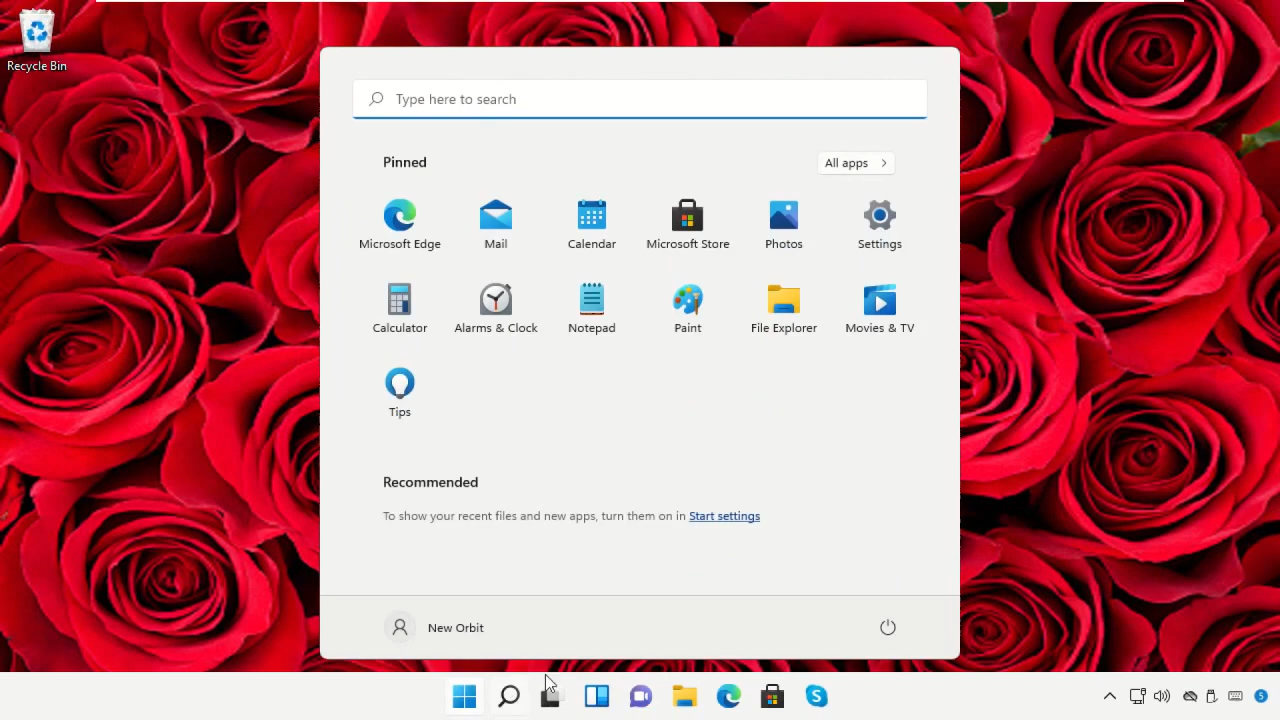 Recycle Bin
Type here to search
Pinned
All apps
Microsoft Edge
Mail
Calendar
Microsoft Store
Photos
Settings
Calculator
Alarms & Clock
Notepad
Paint
File Explorer
Movies & TV
Tips
Recommended
To show your recent files and new apps, turn them on in Start settings
New Orbit
S
5